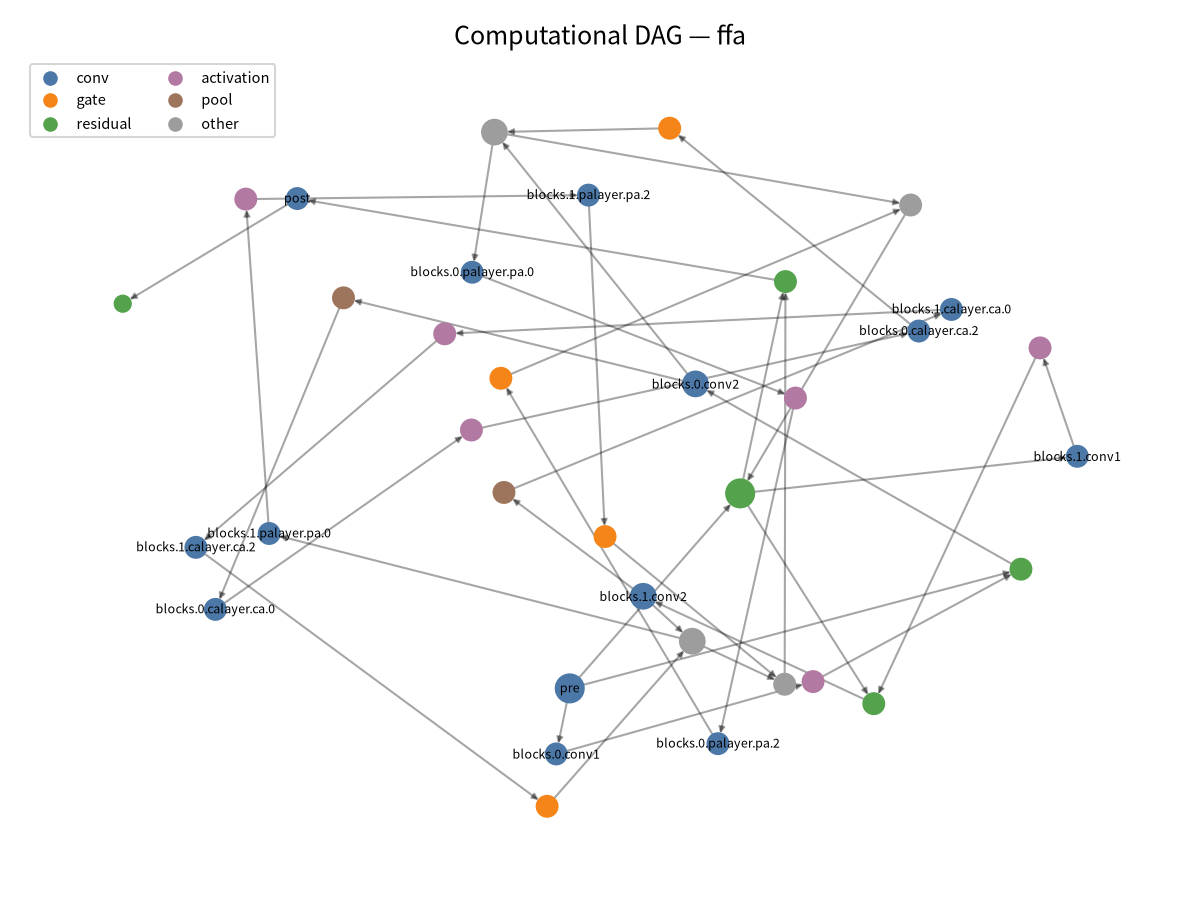 Computational DAG — ffa
conv
gate
residual
activation
pool
other
post
blocks.1.palayer.pa.2
blocks.0.palayer.pa.0
blocks.1.calayer.ca.0
blocks.0.calayer.ca.2
blocks.0.conv2
blocks.1.conv1
blocks.1.palayer.pa.0
blocks.1.calayer.ca.2
blocks.1.conv2
blocks.0.calayer.ca.0
pre
blocks.0.palayer.pa.2
blocks.0.conv1